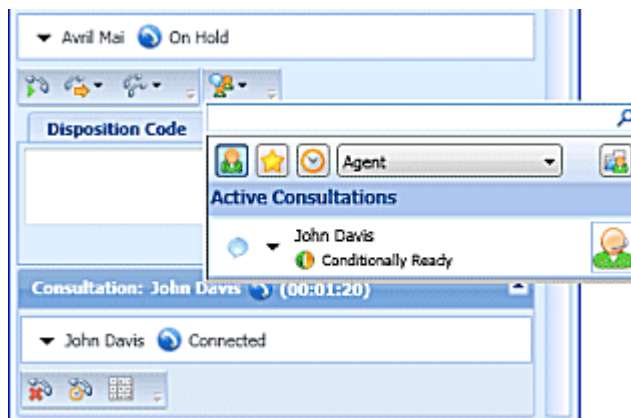 Avril Mai On Hold
Disposition Code
Agent
Active Consultations
John Davis
Conditionally Ready
Consultation: John Davis (00:01:20)
John Davis Connected